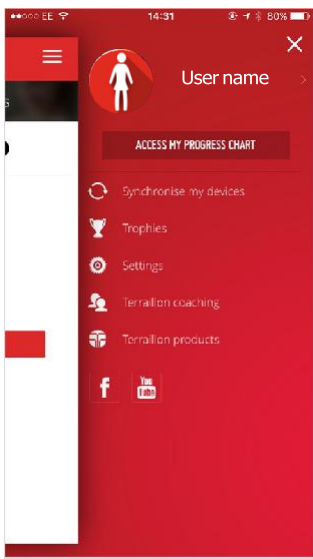 EE 14:31 80%
User name
ACCESS MY PROGRESS CHART
Synchronise my devices
Trophies
Settings
Terraillon coaching
Terraillon products
f You Tube